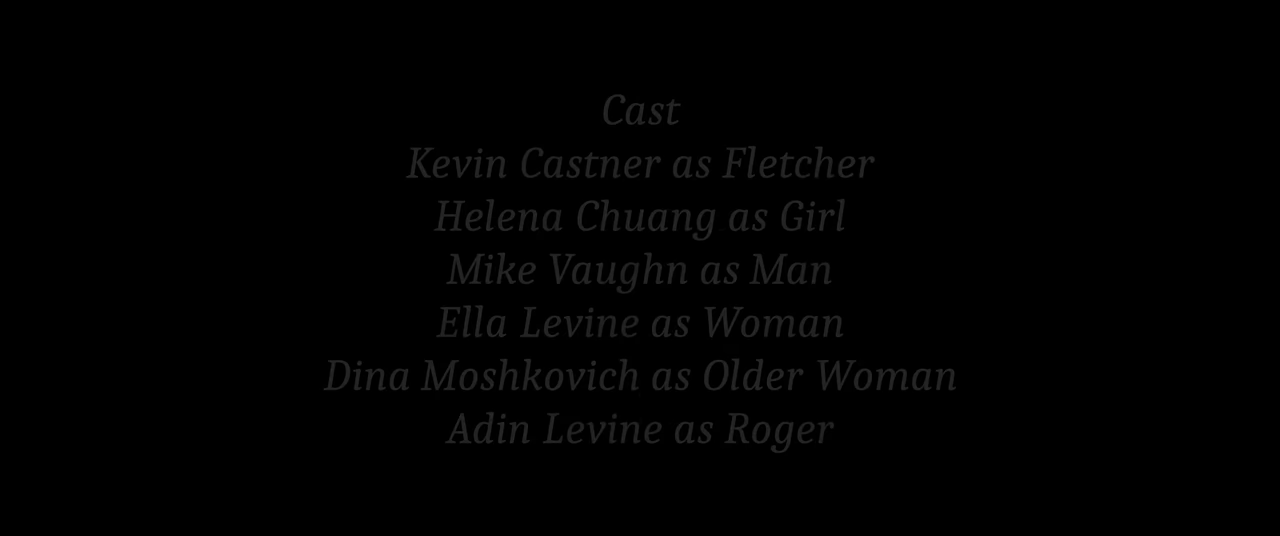 Cast
Kevin Castner as Fletcher
Helena Chuang as Girl
Mike Vaughn as Man
Ella Levine as Woman
Dina Moshkovich as Older Woman
Adin Levine as Roger